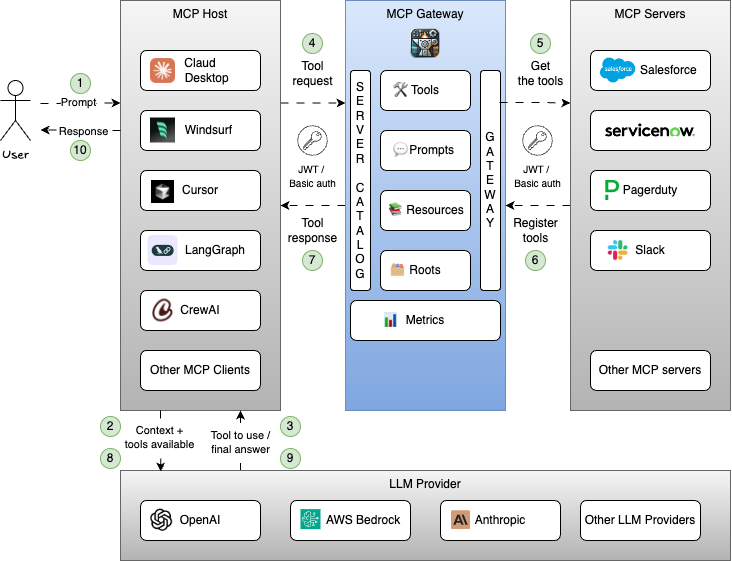 MCP Host
MCP Gateway
MCP Servers
1
Prompt
Response
10
User
Claud
Desktop
Windsurf
Cursor
LangGraph
CrewAI
Other MCP Clients
4
Tool
request
JWT /
Basic auth
Tool
response
7
SERVER CATALOG
Tools
Prompts
Resources
Roots
GATEWAY
Metrics
5
Get
the tools
JWT /
Basic auth
Register
tools
6
salesforce
Salesforce
servicenow
Pagerduty
Slack
Other MCP servers
2
Context +
tools available
8
3
Tool to use /
final answer
9
LLM Provider
OpenAI
AWS Bedrock
Anthropic
Other LLM Providers